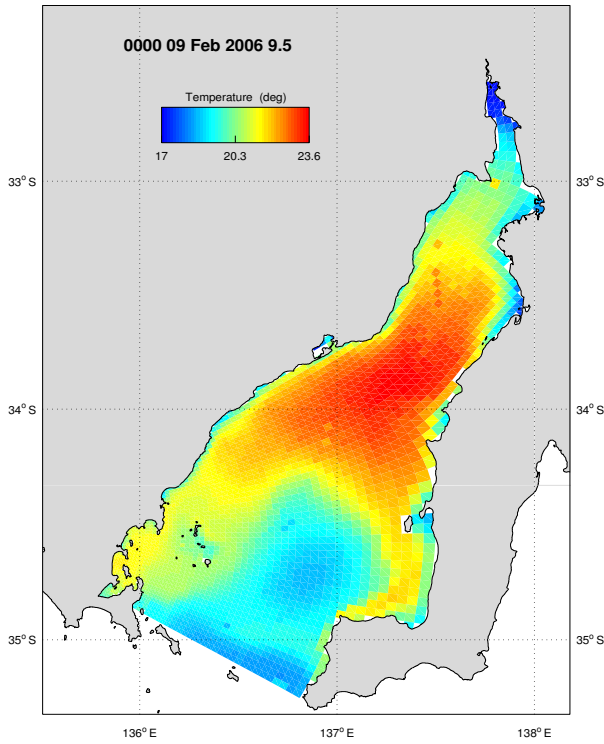 0000 09 Feb 2006 9.5
Temperature (deg)
17 20.3 23.6
33°S 33°S
34°S 34°S
35°S 35°S
136°E 137°E 138°E